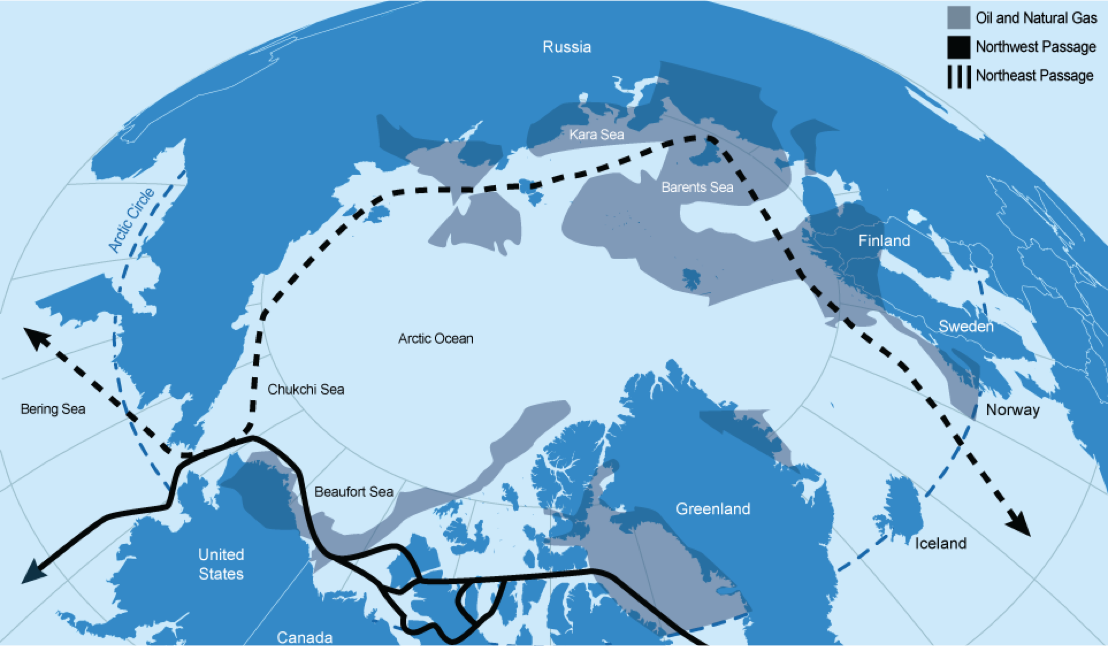 Oil and Natural Gas
Northwest Passage
Northeast Passage
Russia
Kara Sea
Barents Sea
Arctic Circle
Finland
Sweden
Arctic Ocean
Chukchi Sea
Bering Sea
Norway
Beaufort Sea
Greenland
Iceland
United
States
Canada